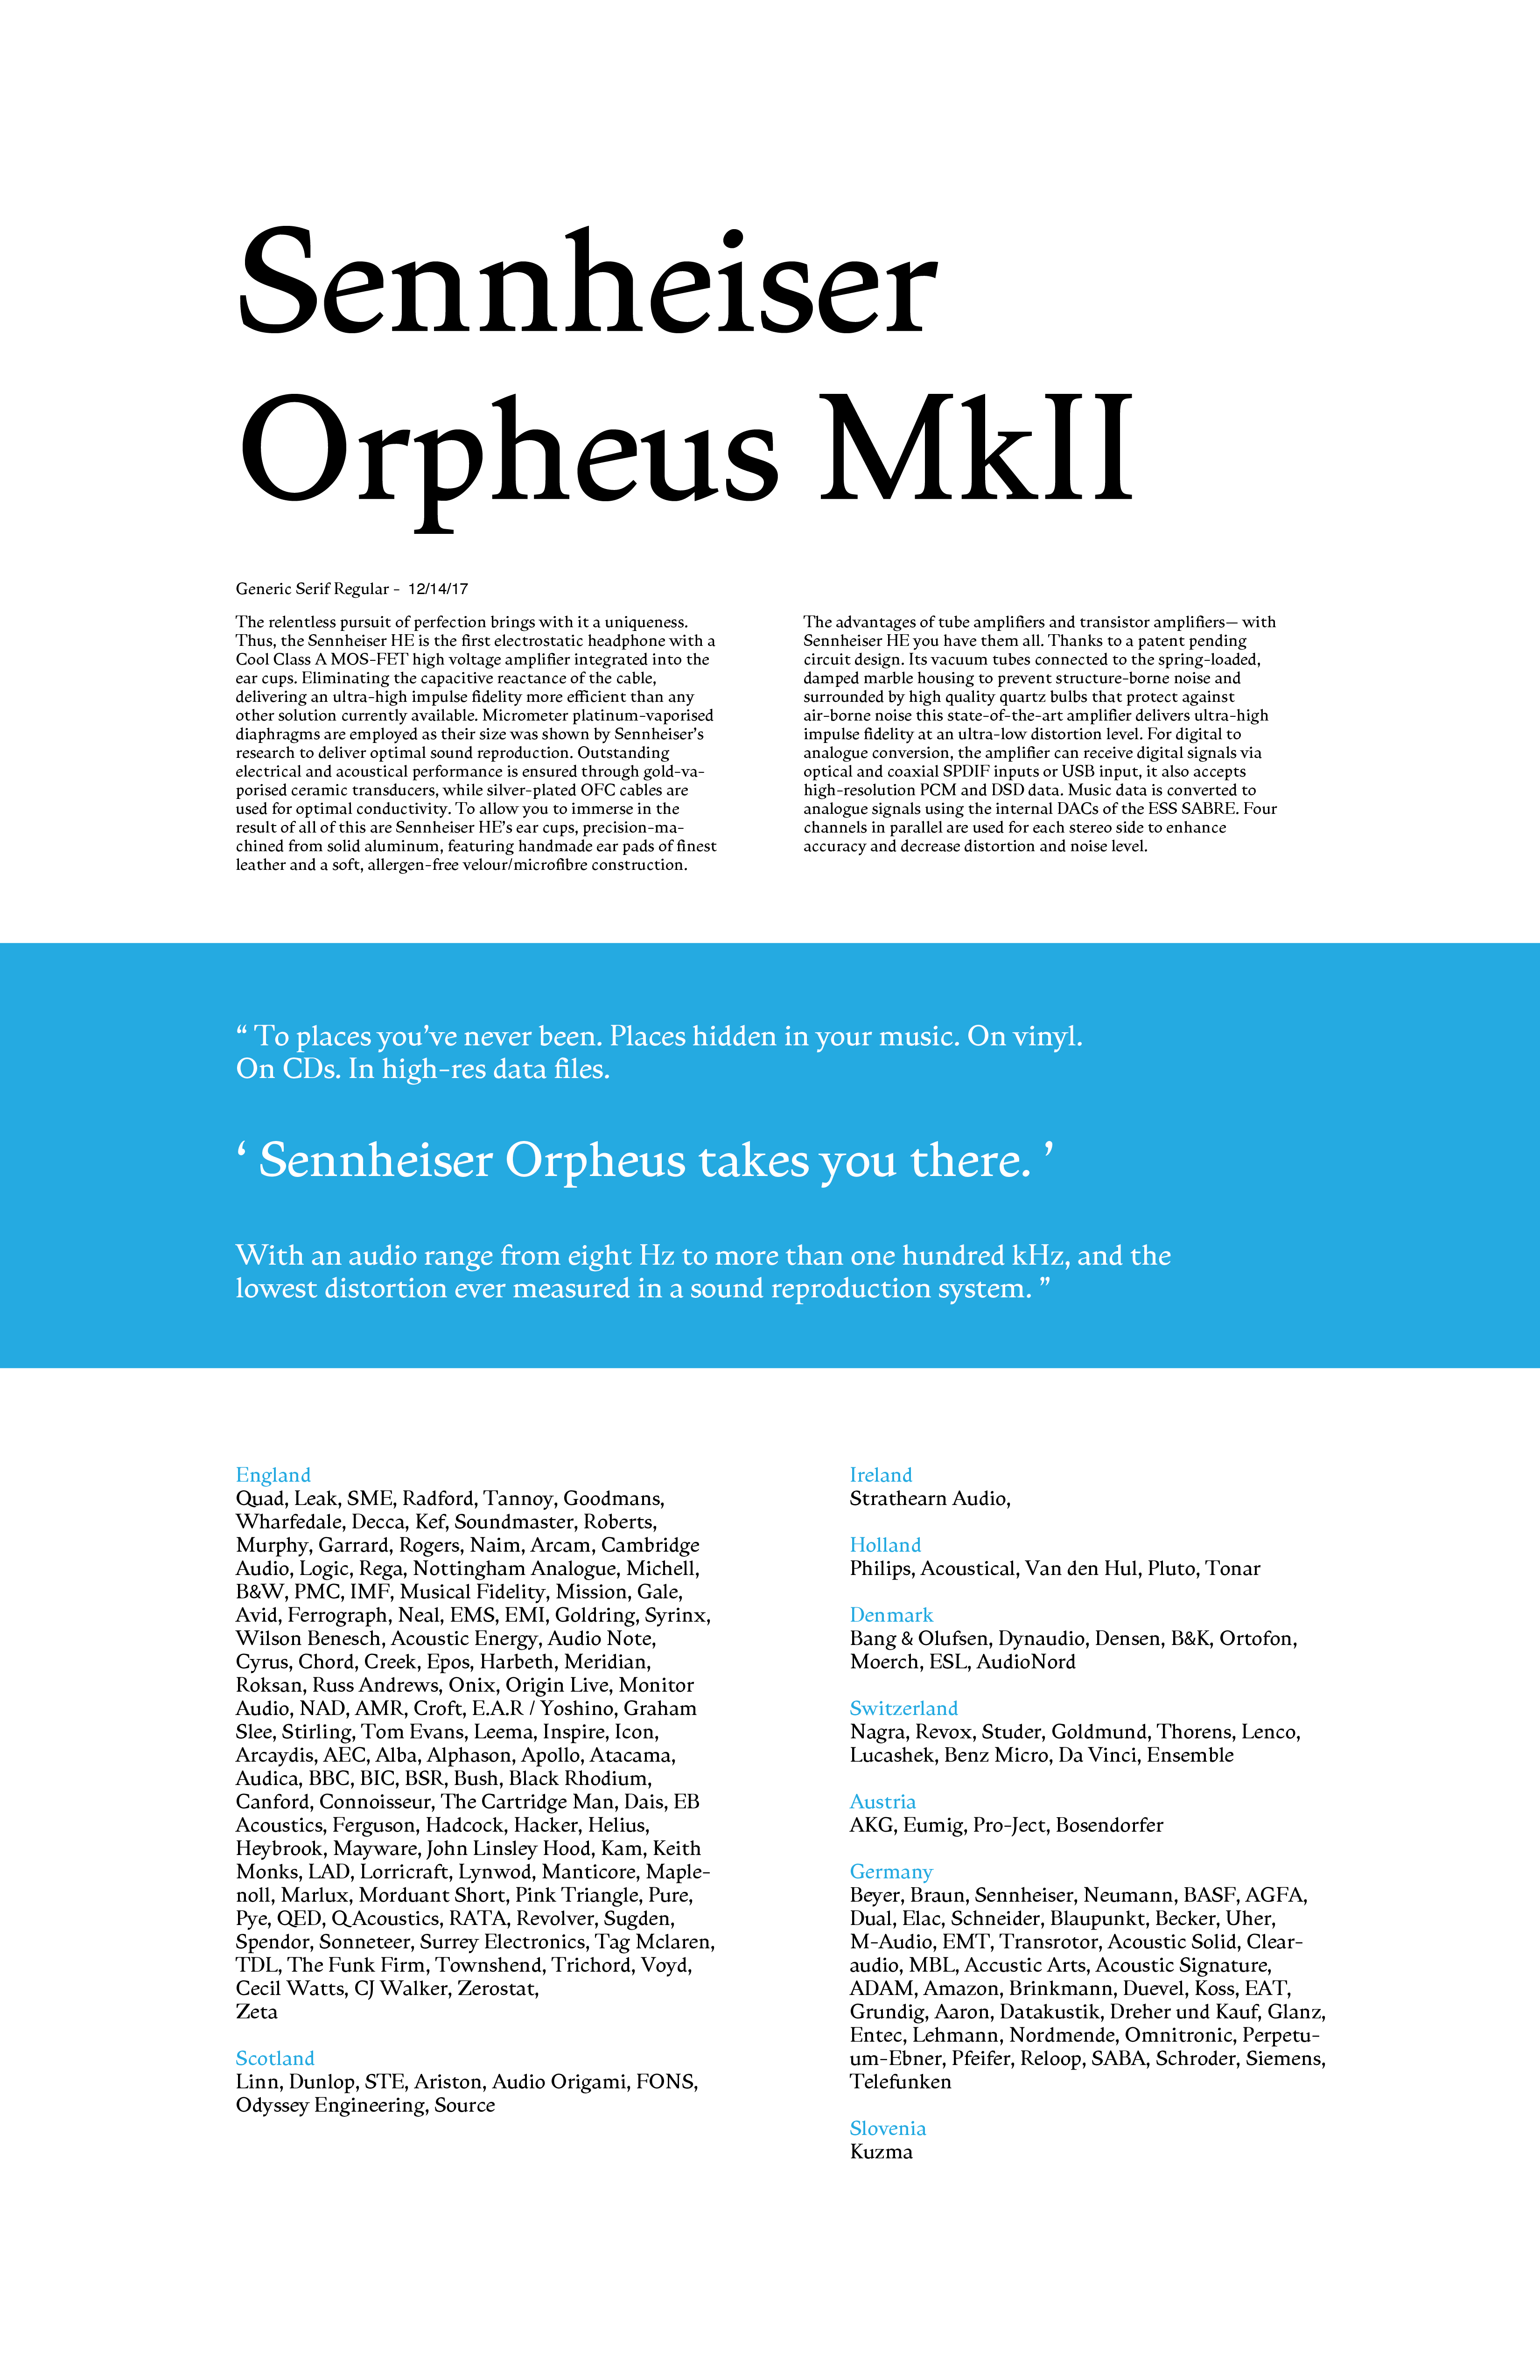 Sennheiser
Orpheus MkII
Generic Serif Regular - 12/14/17
The relentless pursuit of perfection brings with it a uniqueness.
Thus, the Sennheiser HE is the first electrostatic headphone with a
Cool Class A MOS-FET high voltage amplifier integrated into the
ear cups. Eliminating the capacitive reactance of the cable,
delivering an ultra-high impulse fidelity more efficient than any
other solution currently available. Micrometer platinum-vaporised
diaphragms are employed as their size was shown by Sennheiser’s
research to deliver optimal sound reproduction. Outstanding
electrical and acoustical performance is ensured through gold-va-
porised ceramic transducers, while silver-plated OFC cables are
used for optimal conductivity. To allow you to immerse in the
result of all of this are Sennheiser HE’s ear cups, precision-ma-
chined from solid aluminum, featuring handmade ear pads of finest
leather and a soft, allergen-free velour/microfibre construction.
The advantages of tube amplifiers and transistor amplifiers— with
Sennheiser HE you have them all. Thanks to a patent pending
circuit design. Its vacuum tubes connected to the spring-loaded,
damped marble housing to prevent structure-borne noise and
surrounded by high quality quartz bulbs that protect against
air-borne noise this state-of-the-art amplifier delivers ultra-high
impulse fidelity at an ultra-low distortion level. For digital to
analogue conversion, the amplifier can receive digital signals via
optical and coaxial SPDIF inputs or USB input, it also accepts
high-resolution PCM and DSD data. Music data is converted to
analogue signals using the internal DACs of the ESS SABRE. Four
channels in parallel are used for each stereo side to enhance
accuracy and decrease distortion and noise level.
“ To places you’ve never been. Places hidden in your music. On vinyl.
On CDs. In high-res data files.
‘ Sennheiser Orpheus takes you there. ’
With an audio range from eight Hz to more than one hundred kHz, and the
lowest distortion ever measured in a sound reproduction system. ”
England
Quad, Leak, SME, Radford, Tannoy, Goodmans,
Wharfedale, Decca, Kef, Soundmaster, Roberts,
Murphy, Garrard, Rogers, Naim, Arcam, Cambridge
Audio, Logic, Rega, Nottingham Analogue, Michell,
B&W, PMC, IMF, Musical Fidelity, Mission, Gale,
Avid, Ferrograph, Neal, EMS, EMI, Goldring, Syrinx,
Wilson Benesch, Acoustic Energy, Audio Note,
Cyrus, Chord, Creek, Epos, Harbeth, Meridian,
Roksan, Russ Andrews, Onix, Origin Live, Monitor
Audio, NAD, AMR, Croft, E.A.R / Yoshino, Graham
Slee, Stirling, Tom Evans, Leema, Inspire, Icon,
Arcaydis, AEC, Alba, Alphason, Apollo, Atacama,
Audica, BBC, BIC, BSR, Bush, Black Rhodium,
Canford, Connoisseur, The Cartridge Man, Dais, EB
Acoustics, Ferguson, Hadcock, Hacker, Helius,
Heybrook, Mayware, John Linsley Hood, Kam, Keith
Monks, LAD, Lorricraft, Lynwod, Manticore, Maple-
noll, Marlux, Morduant Short, Pink Triangle, Pure,
Pye, QED, Q Acoustics, RATA, Revolver, Sugden,
Spendor, Sonneteer, Surrey Electronics, Tag Mclaren,
TDL, The Funk Firm, Townshend, Trichord, Voyd,
Cecil Watts, CJ Walker, Zerostat,
Zeta
Scotland
Linn, Dunlop, STE, Ariston, Audio Origami, FONS,
Odyssey Engineering, Source
Ireland
Strathearn Audio,
Holland
Philips, Acoustical, Van den Hul, Pluto, Tonar
Denmark
Bang & Olufsen, Dynaudio, Densen, B&K, Ortofon,
Moerch, ESL, AudioNord
Switzerland
Nagra, Revox, Studer, Goldmund, Thorens, Lenco,
Lucashek, Benz Micro, Da Vinci, Ensemble
Austria
AKG, Eumig, Pro-Ject, Bosendorfer
Germany
Beyer, Braun, Sennheiser, Neumann, BASF, AGFA,
Dual, Elac, Schneider, Blaupunkt, Becker, Uher,
M-Audio, EMT, Transrotor, Acoustic Solid, Clear-
audio, MBL, Accustic Arts, Acoustic Signature,
ADAM, Amazon, Brinkmann, Duevel, Koss, EAT,
Grundig, Aaron, Datakustik, Dreher und Kauf, Glanz,
Entec, Lehmann, Nordmende, Omnitronic, Perpetu-
um-Ebner, Pfeifer, Reloop, SABA, Schroder, Siemens,
Telefunken
Slovenia
Kuzma